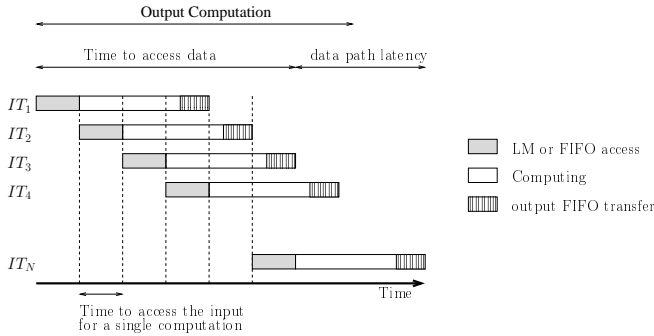 Output Computation
Time to access data
data path latency
IT1
IT2
IT3
IT4
ITN
LM or FIFO access
Computing
output FIFO transfer
Time
Time to access the input
for a single computation